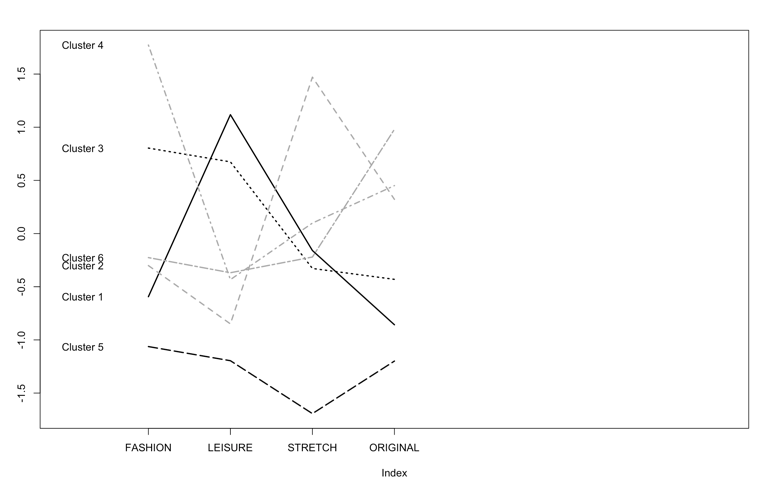 Cluster 4
Cluster 3
Cluster 6
Cluster 2
Cluster 1
Cluster 5
1.5
1.0
0.5
0.0
-0.5
-1.0
-1.5
FASHION LEISURE STRETCH ORIGINAL
Index